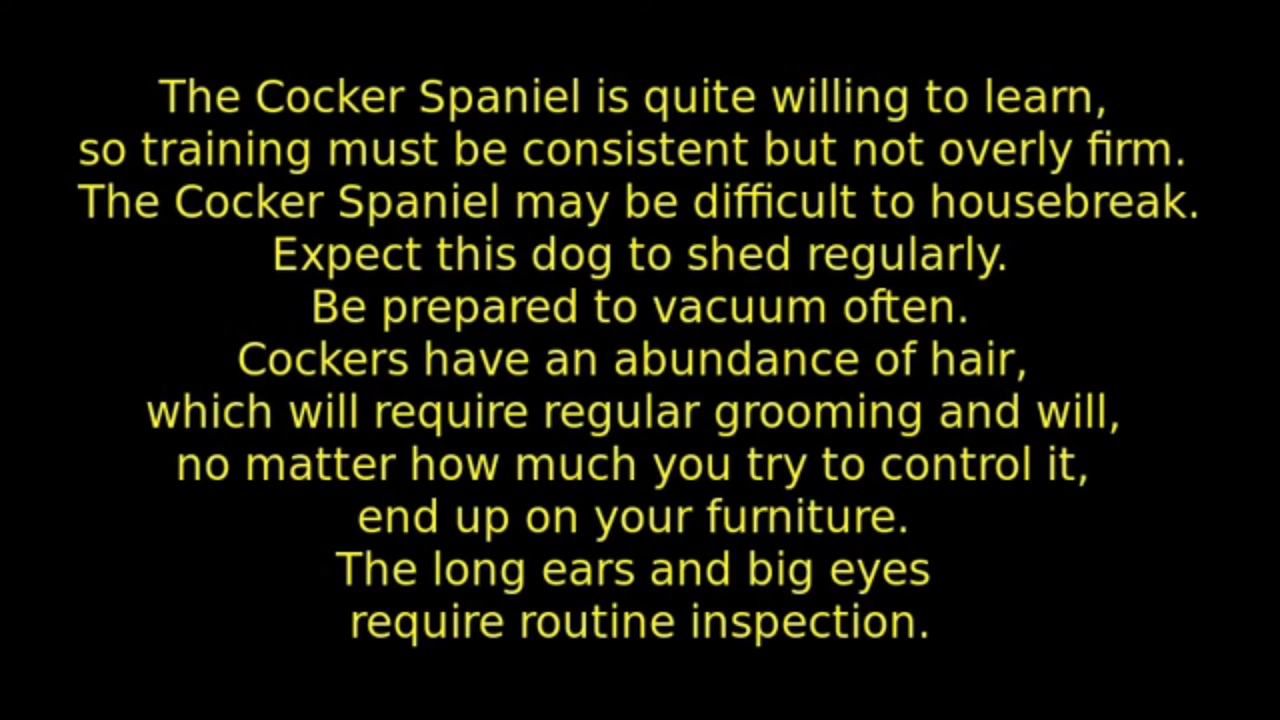 The Cocker Spaniel is quite willing to learn,
so training must be consistent but not overly firm.
The Cocker Spaniel may be difficult to housebreak.
Expect this dog to shed regularly.
Be prepared to vacuum often.
Cockers have an abundance of hair,
which will require regular grooming and will,
no matter how much you try to control it,
end up on your furniture.
The long ears and big eyes
require routine inspection.